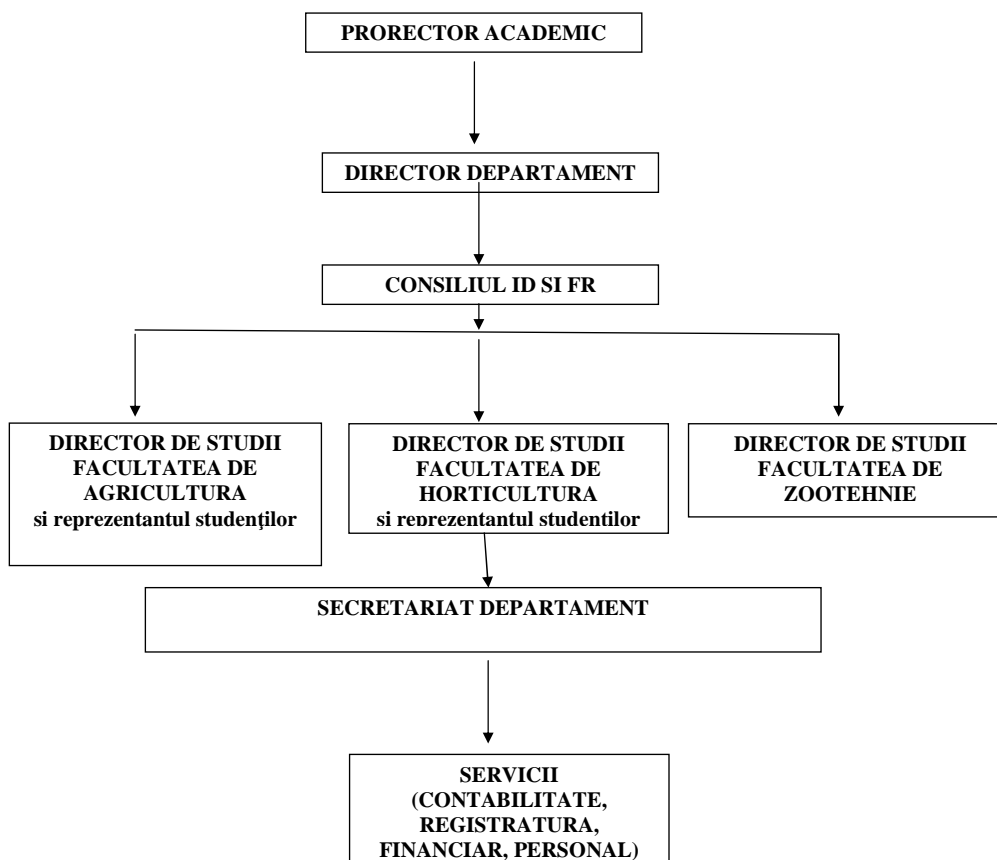 PRORECTOR ACADEMIC
DIRECTOR DEPARTAMENT
CONSILIUL ID SI FR
DIRECTOR DE STUDII
FACULTATEA DE
AGRICULTURA
si reprezentantul studenţilor
DIRECTOR DE STUDII
FACULTATEA DE
HORTICULTURA
si reprezentantul studentilor
DIRECTOR DE STUDII
FACULTATEA DE
ZOOTEHNIE
SECRETARIAT DEPARTAMENT
SERVICII
(CONTABILITATE,
REGISTRATURA,
FINANCIAR, PERSONAL)